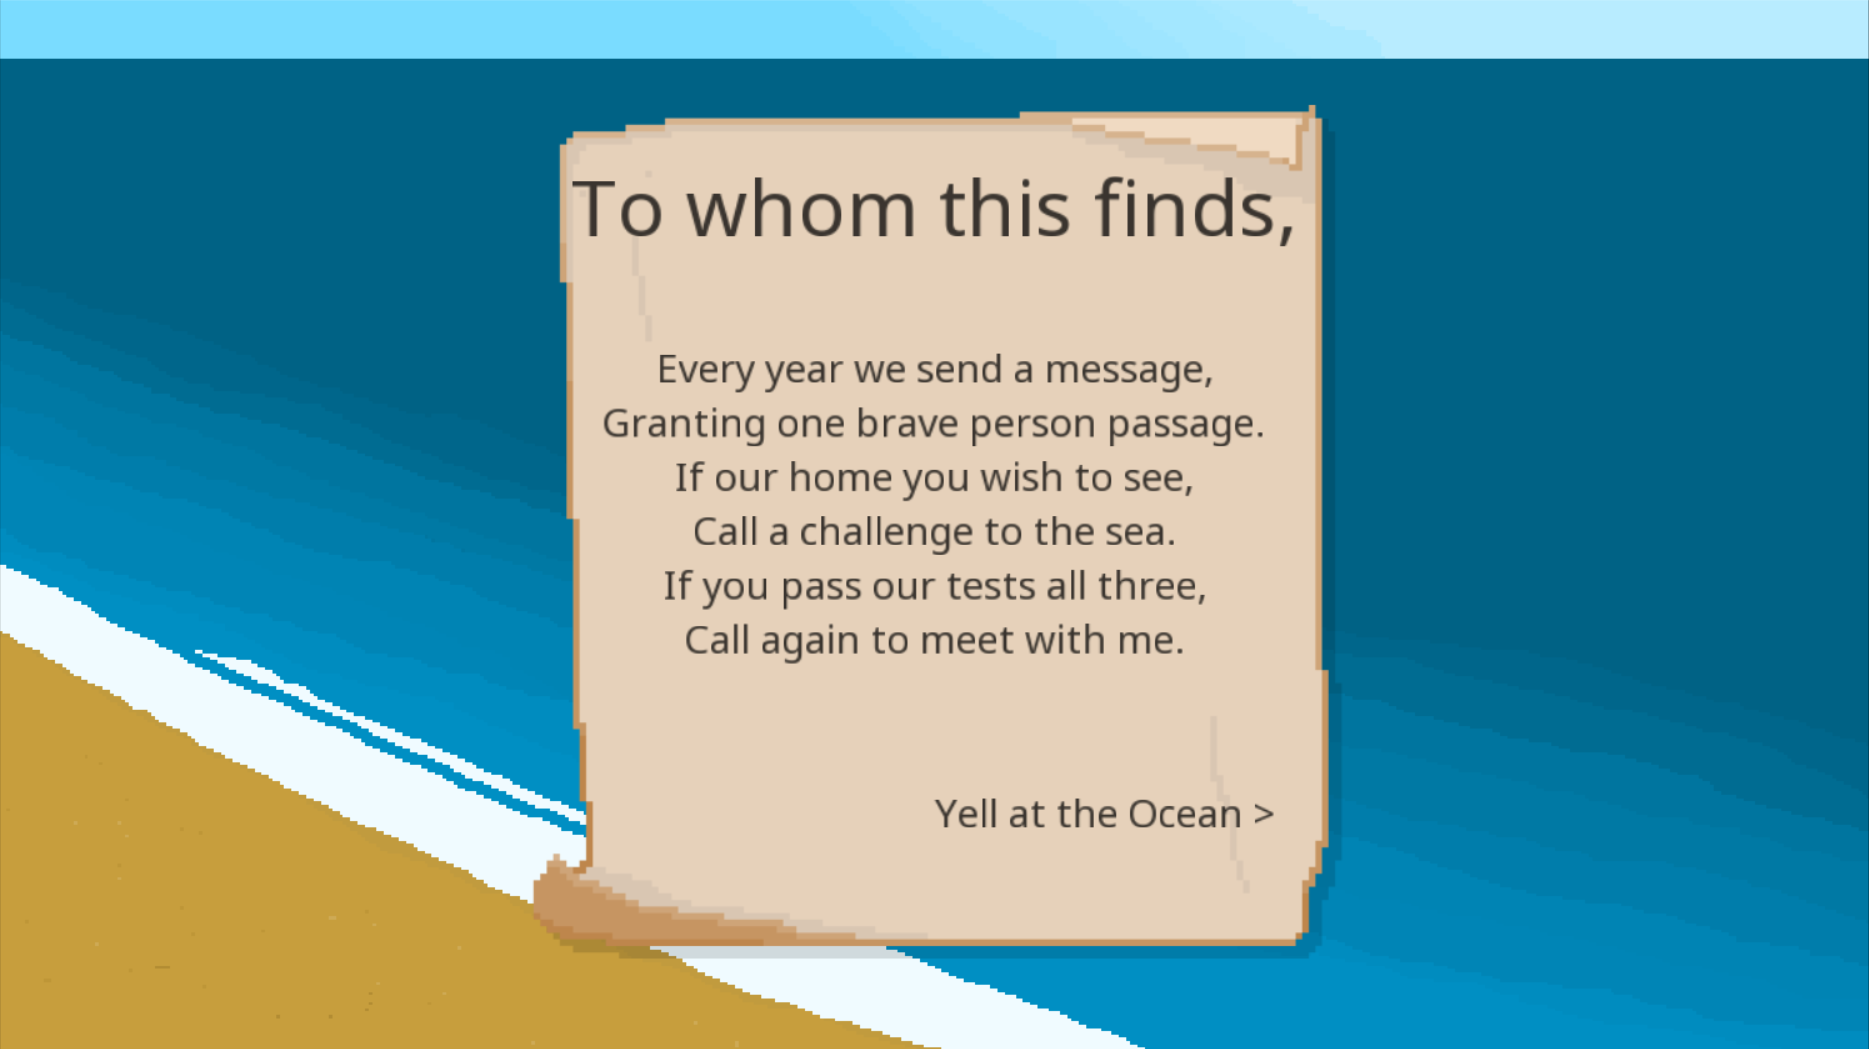 To whom this finds,
Every year we send a message,
Granting one brave person passage.
If our home you wish to see,
Call a challenge to the sea.
If you pass our tests all three,
Call again to meet with me.
Yell at the Ocean >